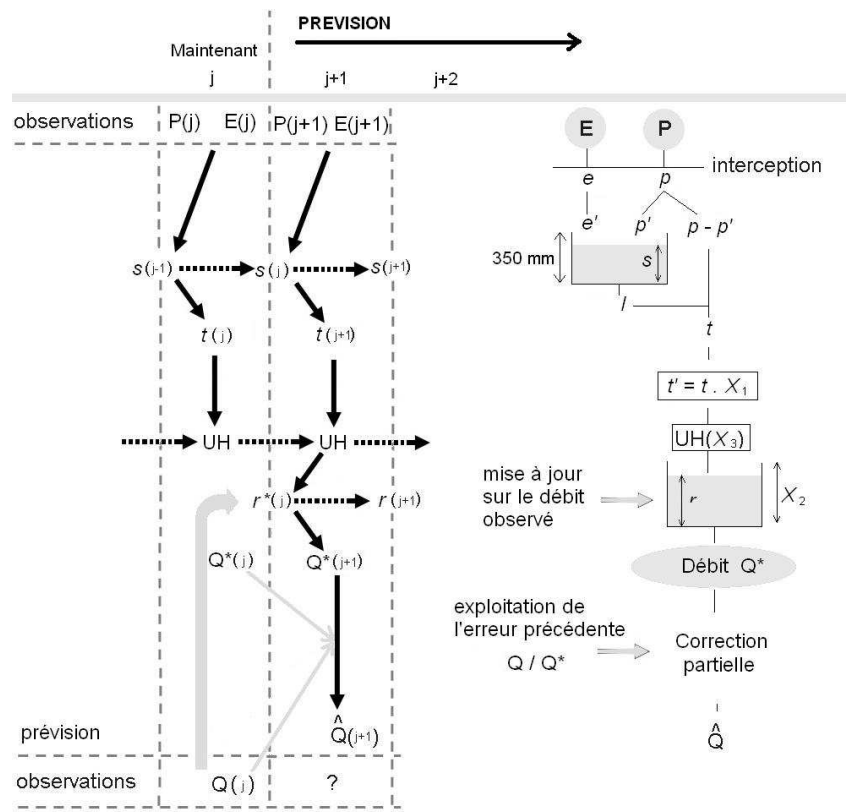 PREVISION
Maintenant
j
j+1
j+2
observations
P(j)
E(j)
P(j+1) E(j+1)
s(j-1)
s(j)
s(j+1)
t(j)
t(j+1)
UH
UH
r*(j)
r(j+1)
Q*(j)
Q*(j+1)
prévision
Q̂(j+1)
observations
Q(j)
?
E
P
interception
e
p
e'
p'
p - p'
350 mm
s
l
t
t' = t . X₁
UH(X₃)
mise à jour
sur le débit
observé
r
X₂
Débit Q*
exploitation de
l'erreur précédente
Q / Q*
Correction
partielle
Q̂